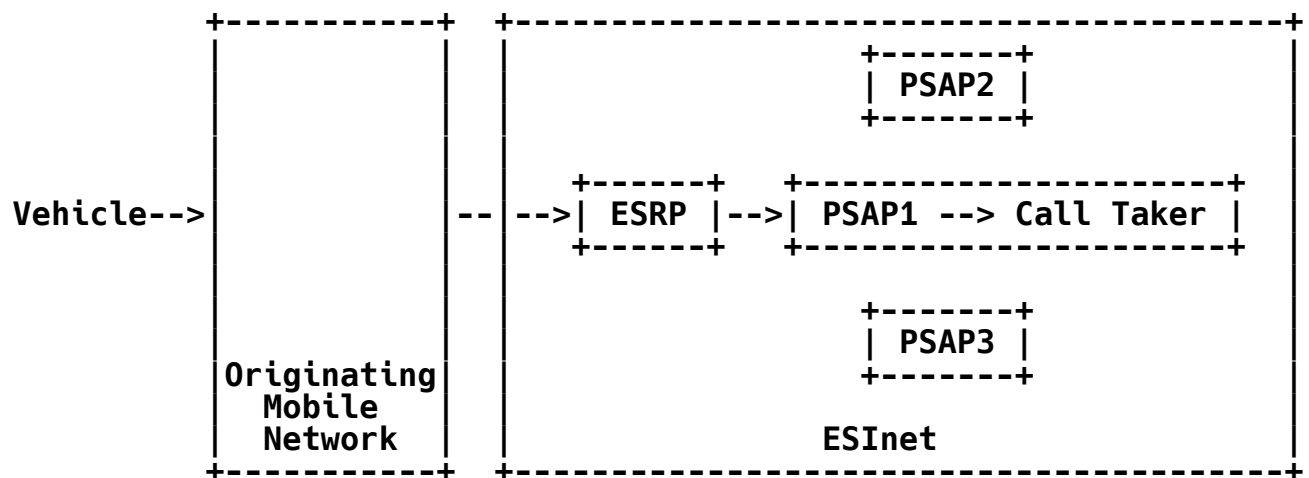 PSAP2
Vehicle--> -- -->| ESRP |-->| PSAP1 --> Call Taker |
PSAP3
Originating
Mobile
Network ESInet